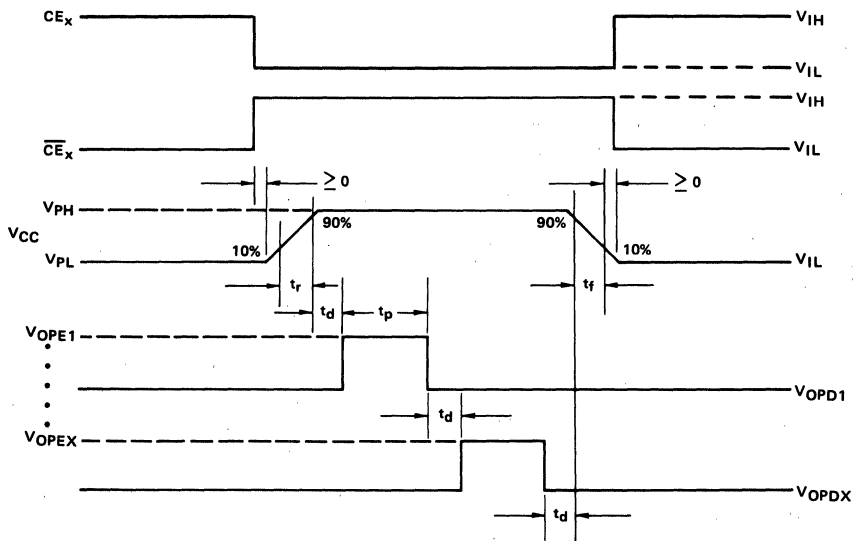 CEx VIH
VIL
VIH
CEx VIL
≥ 0 ≥ 0
VPH
90% 90%
VCC
10% 10%
VPL VIL
tr tf
td tp
VOPE1
VOPD1
td
VOPEX
VOPDX
td